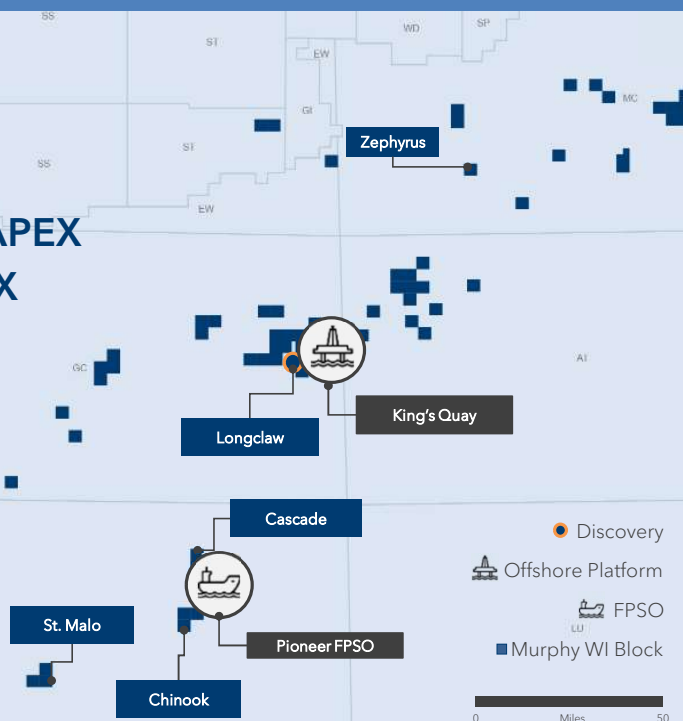 SS
ST
WD
SP
EW
GI
MC
ST
SS
Zephyrus
EW
APEX
X
GC
AT
King's Quay
Longclaw
Cascade
Discovery
Offshore Platform
FPSO
LU
St. Malo
Pioneer FPSO
Murphy WI Block
Chinook
0 Miles 50